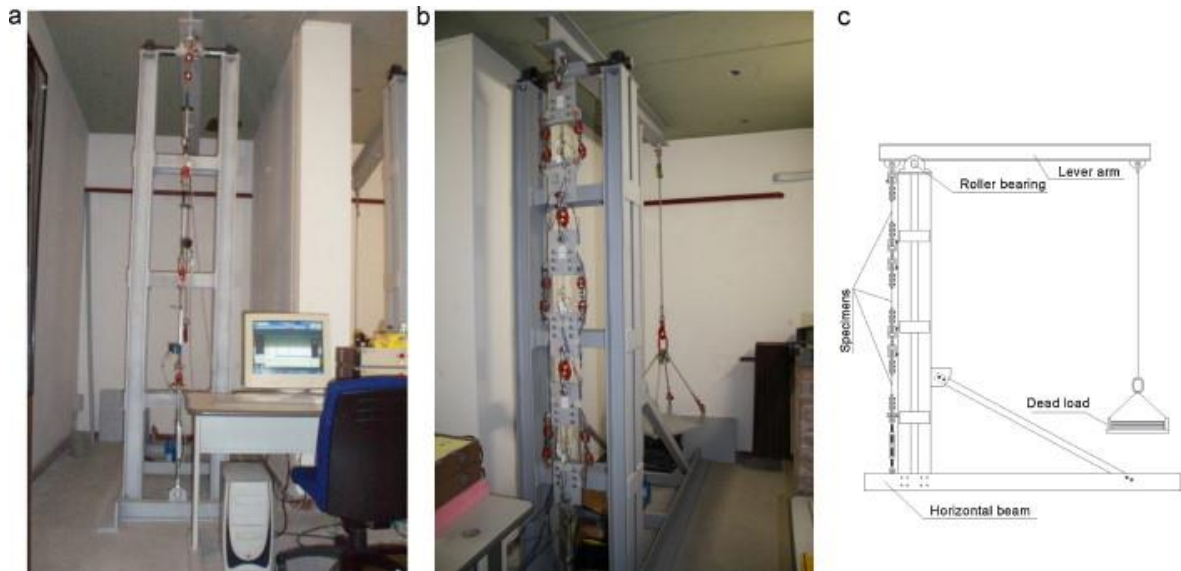 a
b
c
Roller bearing
Lever arm
Specimens
Dead load
Horizontal beam